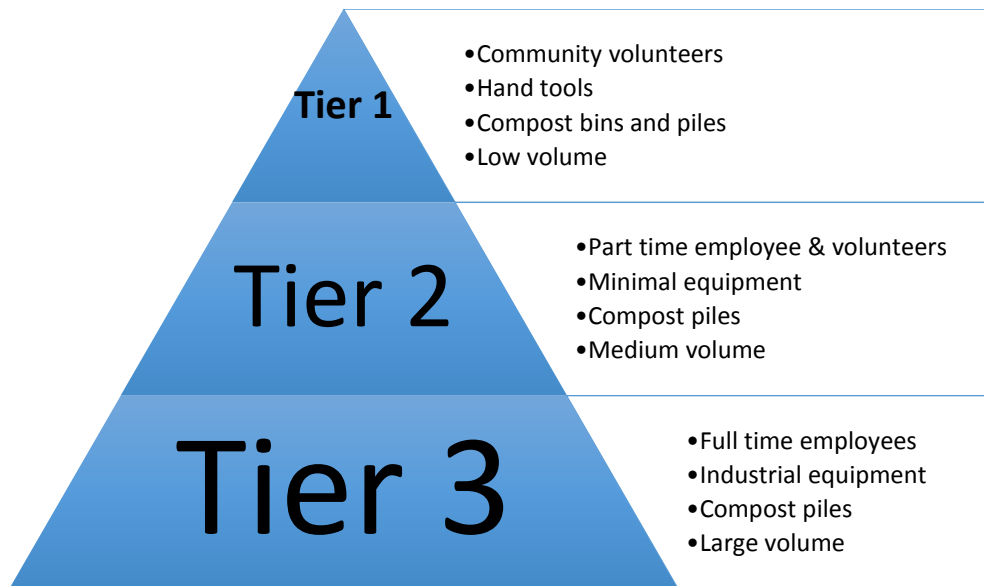 Tier 1
•Community volunteers
•Hand tools
•Compost bins and piles
•Low volume
Tier 2
•Part time employee & volunteers
•Minimal equipment
•Compost piles
•Medium volume
Tier 3
•Full time employees
•Industrial equipment
•Compost piles
•Large volume